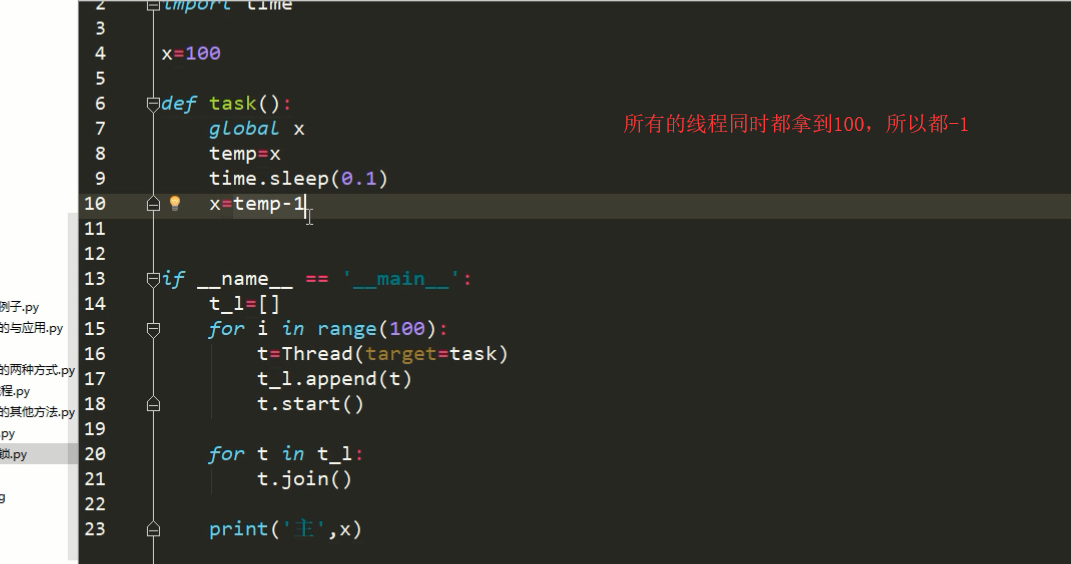 2 import time
3
4 x=100
5
6 def task():
所有的线程同时都拿到100，所以都-1
7 global x
8 temp=x
9 time.sleep(0.1)
10 x=temp-1
11
12
13 if __name__ == '__main__':
14 t_l=[]
例子.py
15 for i in range(100):
的与应用.py
16 t=Thread(target=task)
的两种方式.py
17 t_l.append(t)
程.py
18 t.start()
的其他方法.py
19
.py
20 for t in t_l:
锁.py
21 t.join()
g
22
23 print('主',x)